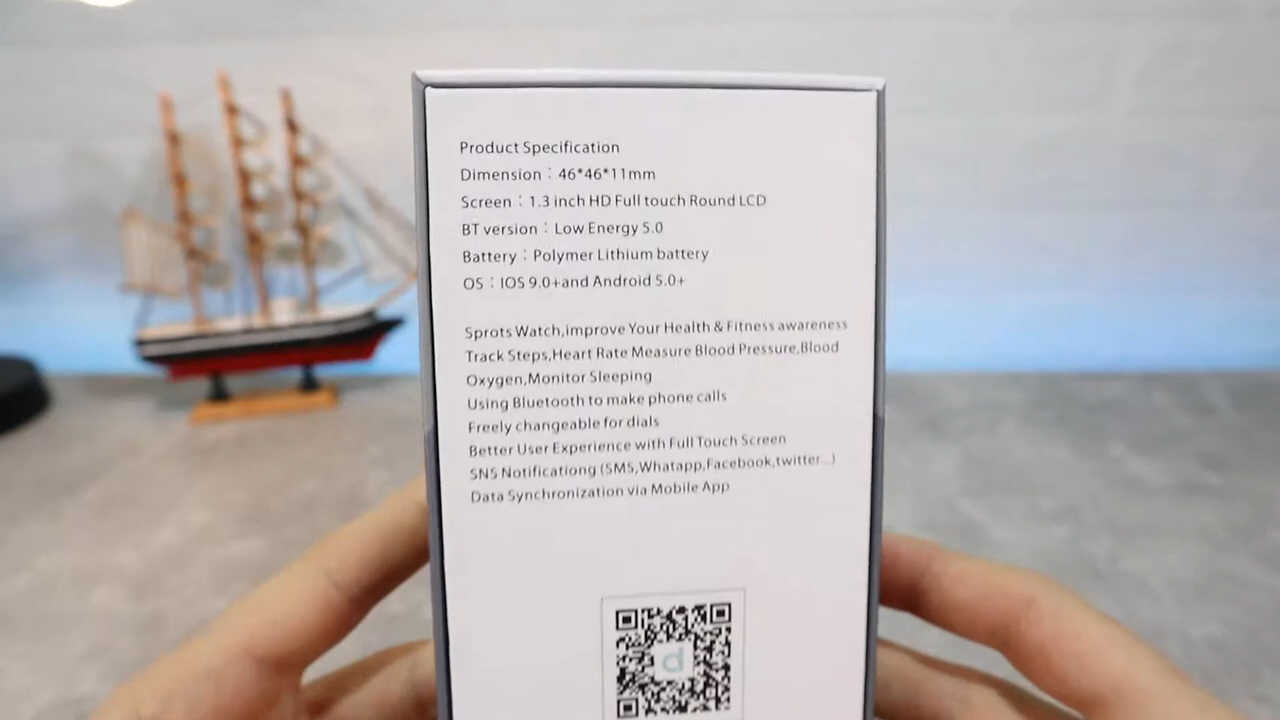 Product Specification
Dimension：46*46*11mm
Screen：1.3 inch HD Full touch Round LCD
BT version：Low Energy 5.0
Battery：Polymer Lithium battery
OS：IOS 9.0+and Android 5.0+
Sprots Watch,improve Your Health & Fitness awareness
Track Steps,Heart Rate Measure Blood Pressure,Blood
Oxygen,Monitor Sleeping
Using Bluetooth to make phone calls
Freely changeable for dials
Better User Experience with Full Touch Screen
SNS Notificationg (SMS,Whatapp,Facebook,twitter...)
Data Synchronization via Mobile App
d